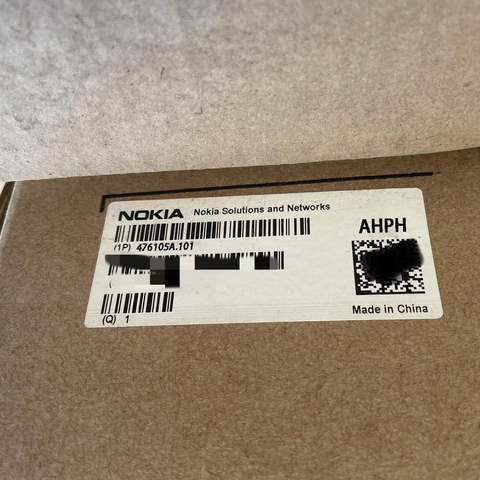 NOKIA Nokia Solutions and Networks
AHPH
(1P) 476105A.101
(
(Q) 1
Made in China